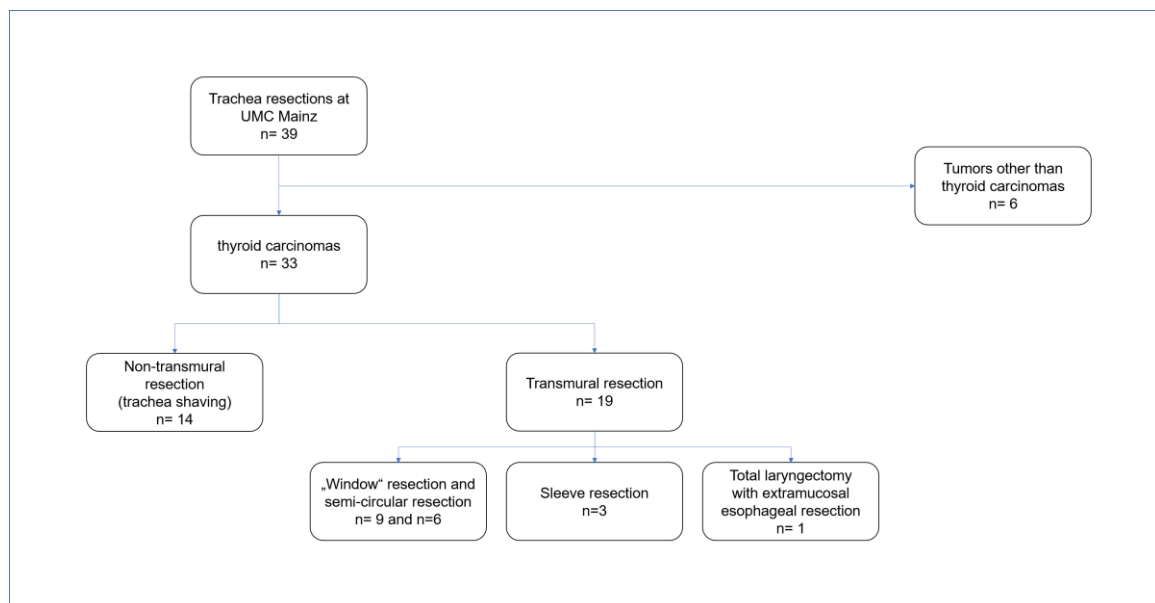 Trachea resections at
UMC Mainz
n= 39
Tumors other than
thyroid carcinomas
n= 6
thyroid carcinomas
n= 33
Non-transmural
resection
(trachea shaving)
n= 14
Transmural resection
n= 19
„Window“ resection and
semi-circular resection
n= 9 and n=6
Sleeve resection
n=3
Total laryngectomy
with extramucosal
esophageal resection
n= 1